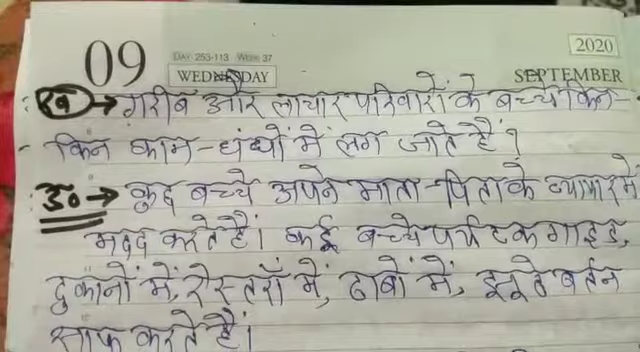 09
DAY 253-113 Week 37
WEDNESDAY
2020
SEPTEMBER
ख → गरीब और लाचार परिवारों के बच्चे किन-
किन काम-धंधों में लग जाते हैं?
उ० → कुछ बच्चे अपने माता-पिता के व्यापार में
मदद करते हैं। कई बच्चे पर्यटक गाइड,
दुकानों में, रेस्तराँ में, ढाबों में, झूठे बर्तन
साफ करते हैं।